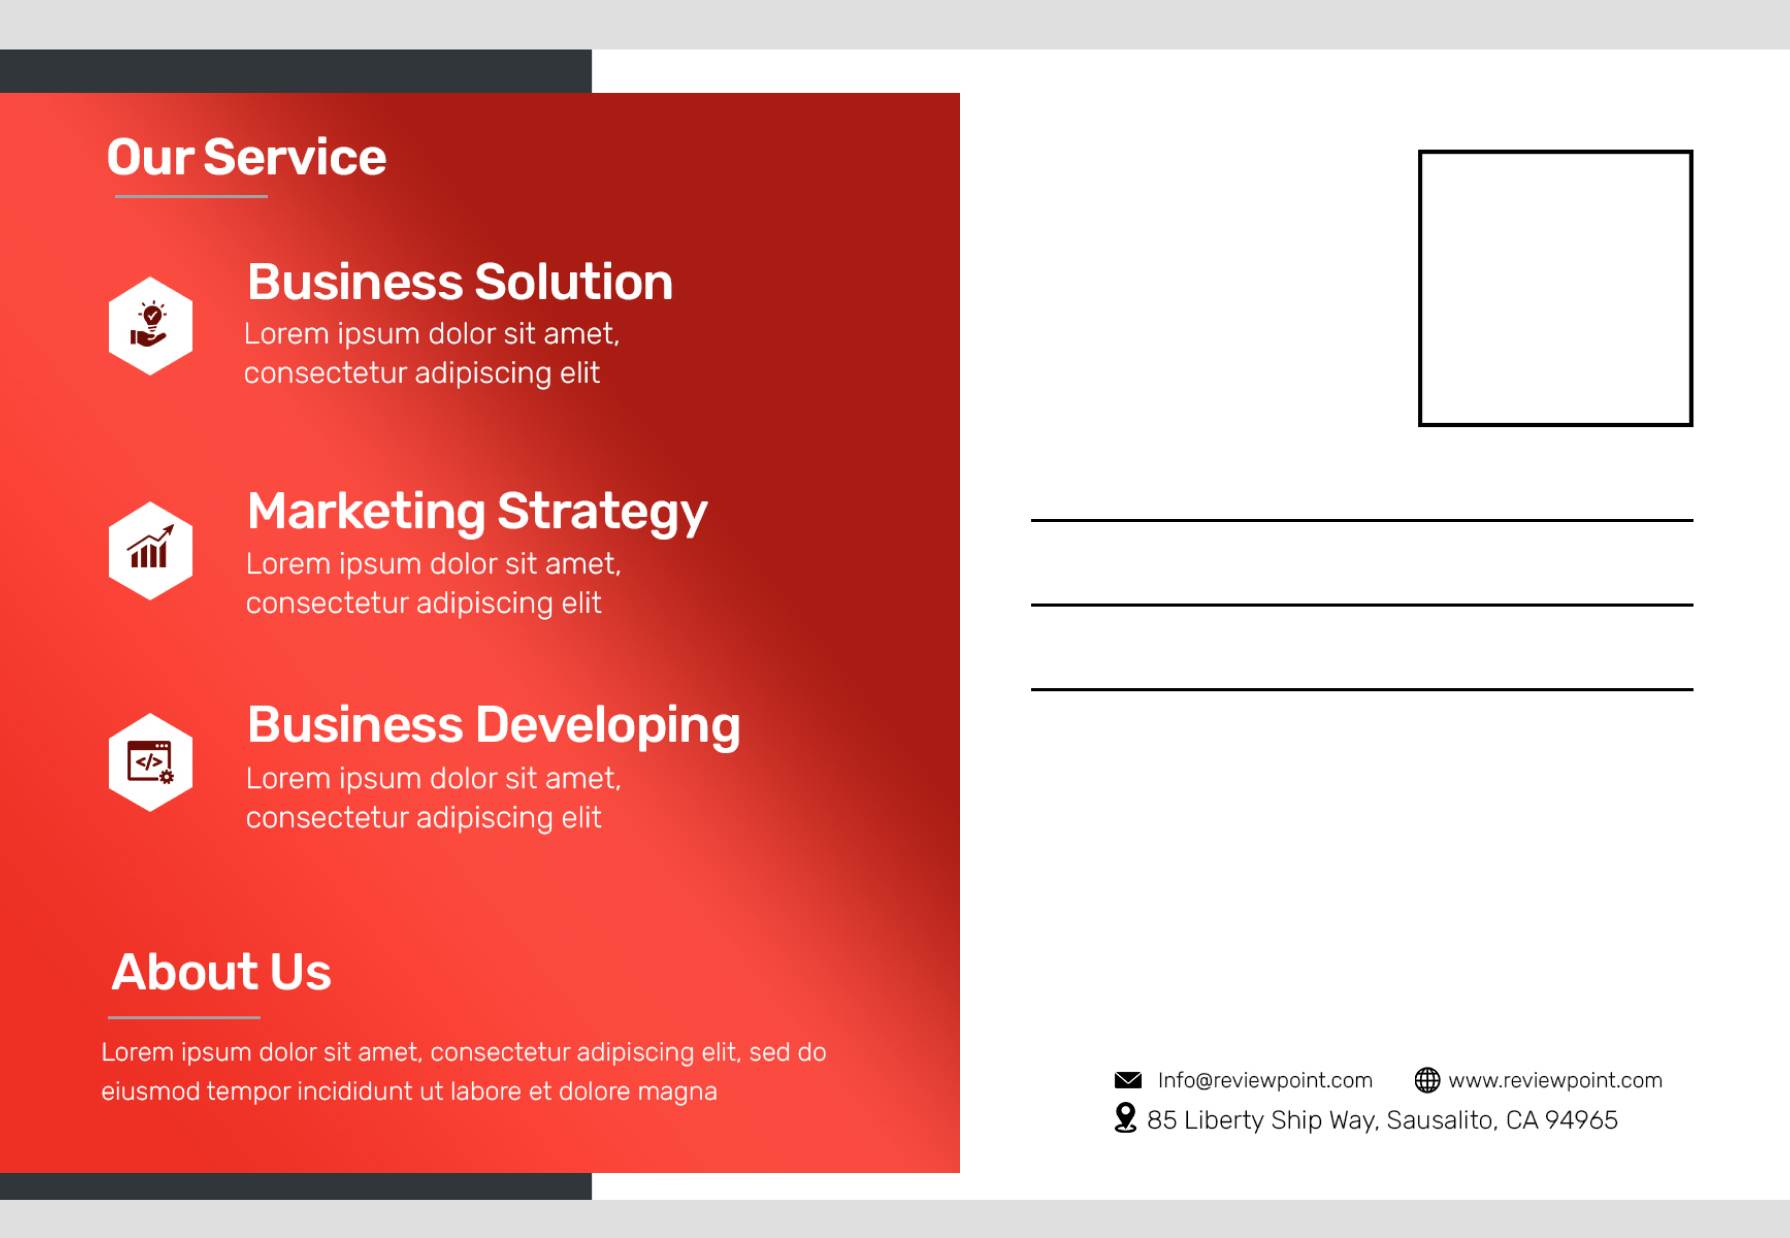 Our Service
Business Solution
Lorem ipsum dolor sit amet,
consectetur adipiscing elit
Marketing Strategy
Lorem ipsum dolor sit amet,
consectetur adipiscing elit
Business Developing
Lorem ipsum dolor sit amet,
consectetur adipiscing elit
About Us
Lorem ipsum dolor sit amet, consectetur adipiscing elit, sed do
eiusmod tempor incididunt ut labore et dolore magna
Info@reviewpoint.com www.reviewpoint.com
85 Liberty Ship Way, Sausalito, CA 94965